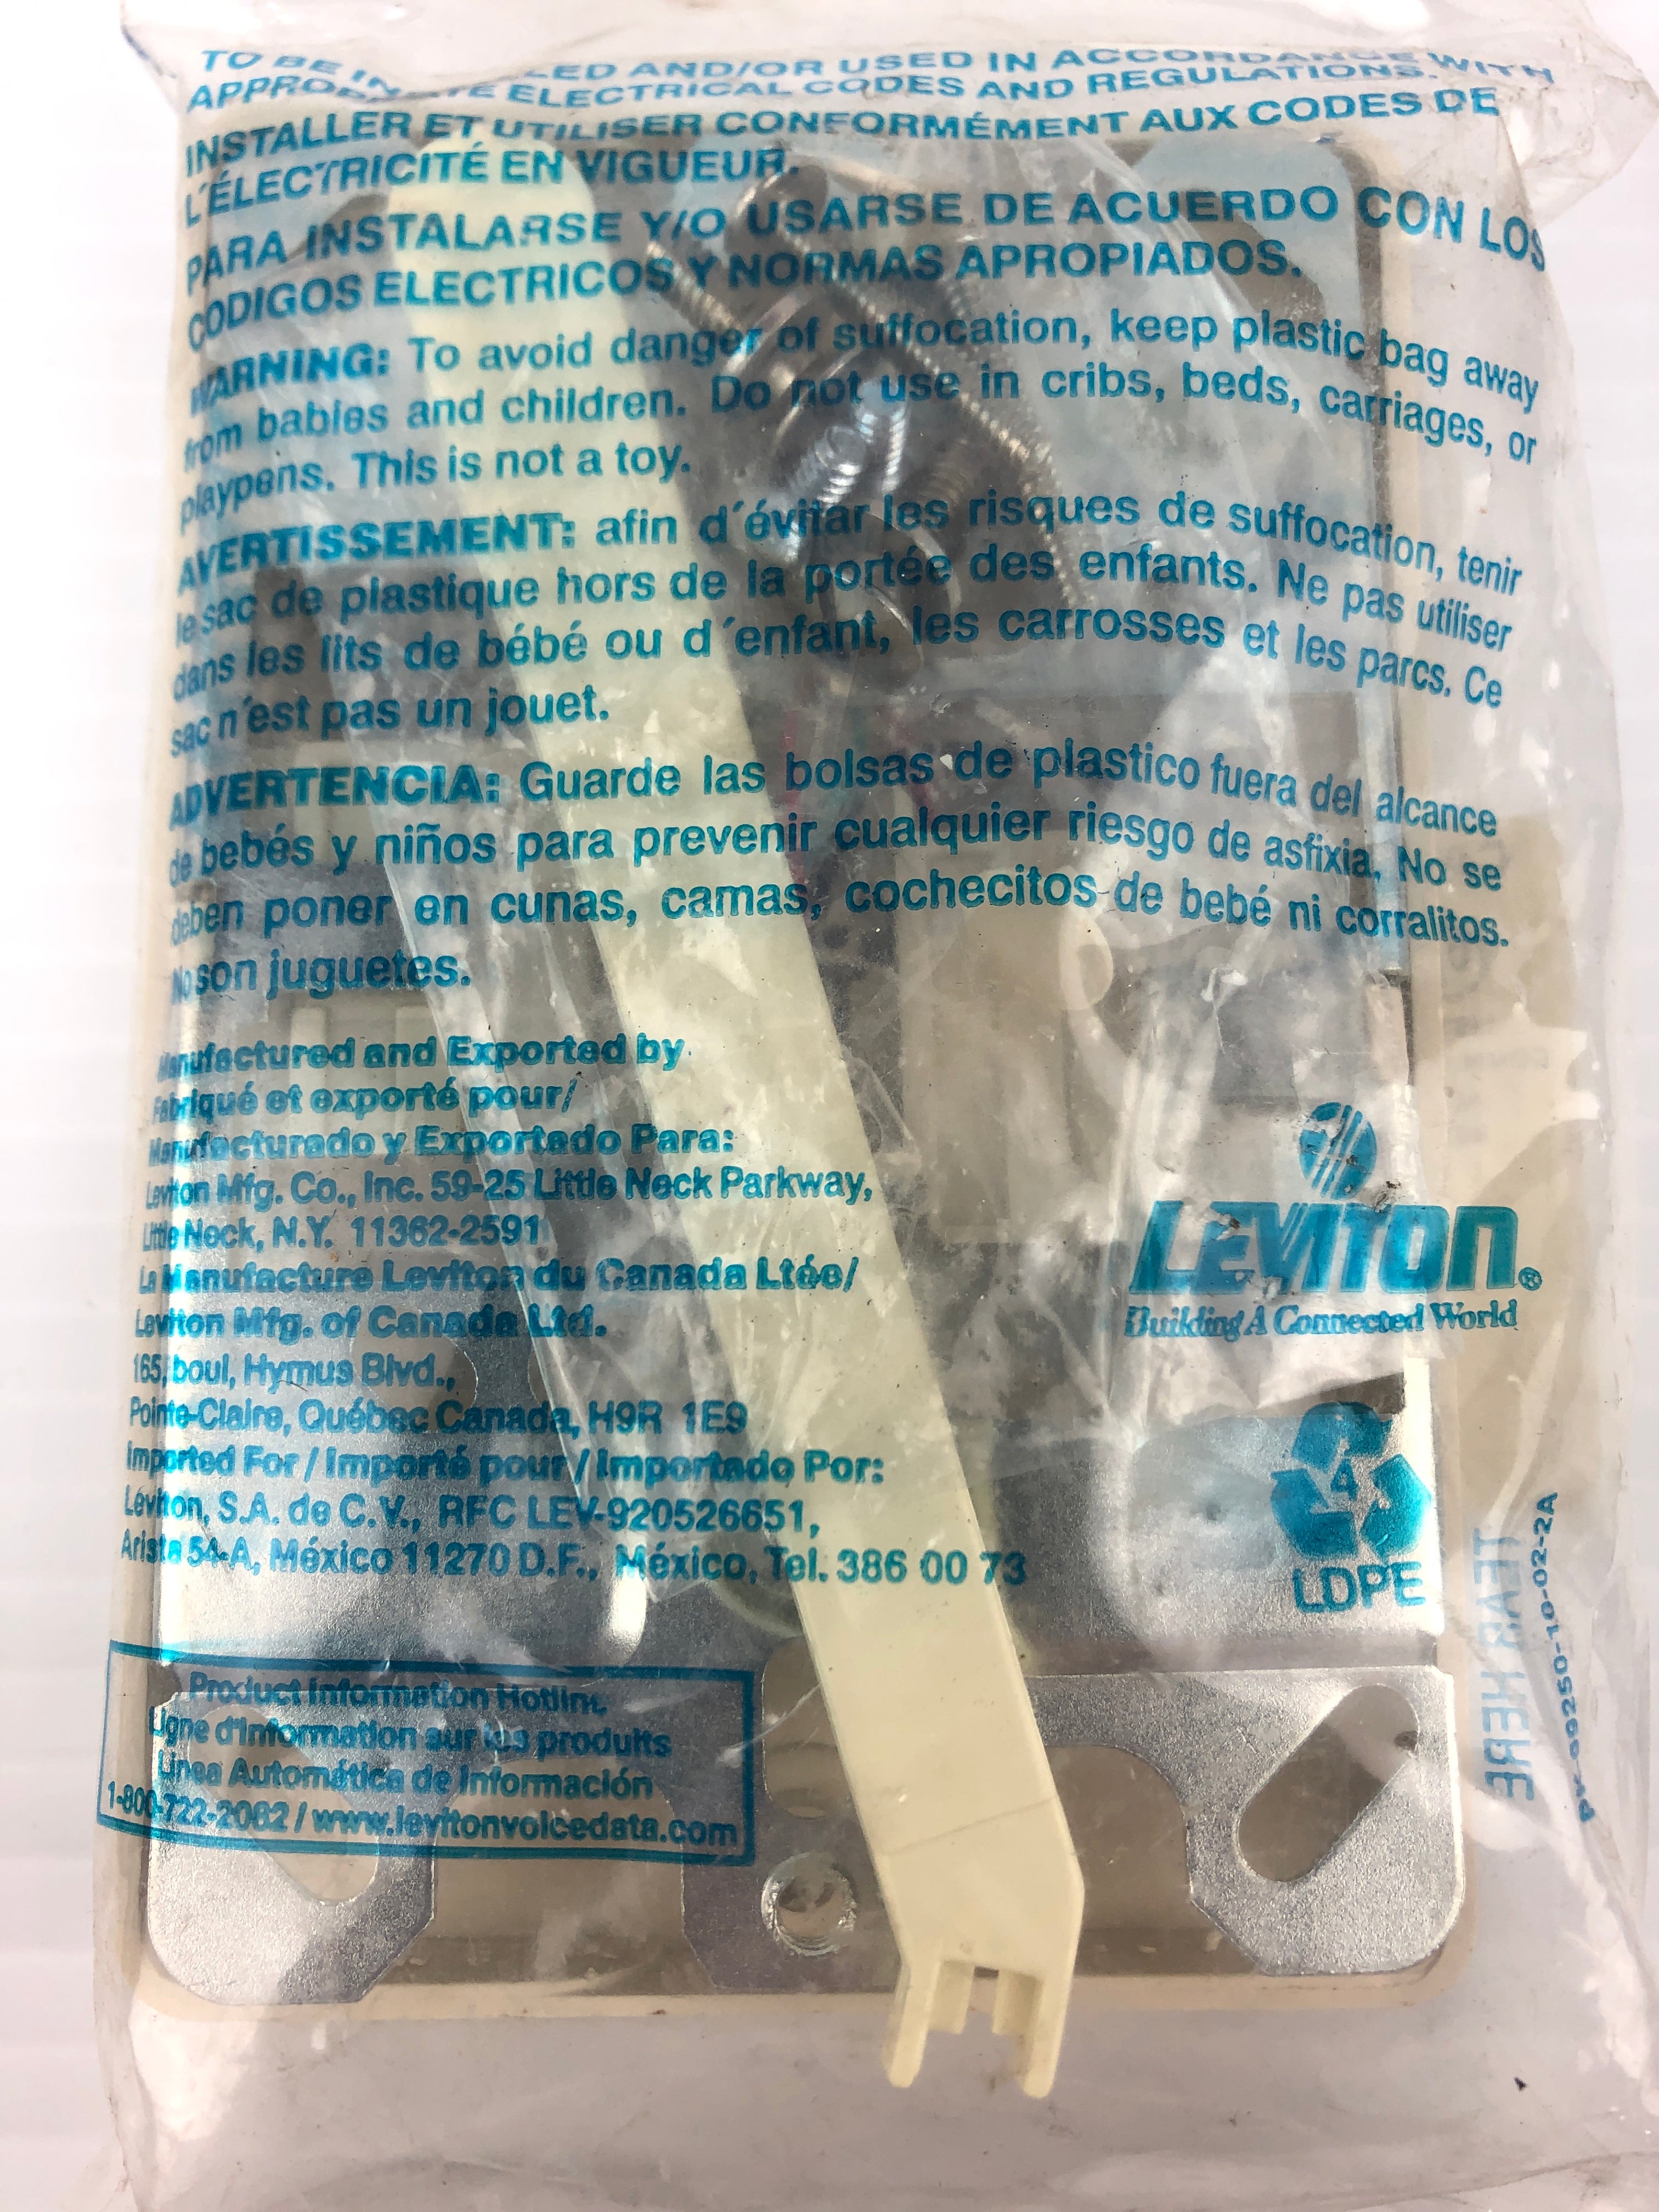 TO BE IN LED AND/OR USED IN ACCORDANCE WITH
APPROPRIATE ELECTRICAL CODES AND REGULATIONS.
INSTALLER ET UTILISER CONFORMÉMENT AUX CODES DE
L'ÉLECTRICITÉ EN VIGUEUR.
PARA INSTALARSE Y/O USARSE DE ACUERDO CON LOS
CODIGOS ELECTRICOS Y NORMAS APROPIADOS.
WARNING: To avoid danger of suffocation, keep plastic bag away
from babies and children. Do not use in cribs, beds, carriages, or
playpens. This is not a toy.
AVERTISSEMENT: afin d'évitar les risques de suffocation, tenir
le sac de plastique hors de la portée des enfants. Ne pas utiliser
dans les lits de bébé ou d'enfant, les carrosses et les parcs. Ce
sac n'est pas un jouet.
ADVERTENCIA: Guarde las bolsas de plastico fuera del alcance
de bebés y niños para prevenir cualquier riesgo de asfixia, No se
deben poner en cunas, camas, cochecitos de bebé ni corralitos.
No son juguetes.
Manufactured and Exported by
Fabriqué et exporté pour/
Manufacturado y Exportado Para:
Leviton Mfg. Co., Inc. 59-25 Little Neck Parkway,
Little Neck, N.Y. 11362-2591
La Manufacture Leviton du Canada Ltée/
Leviton Mfg. of Canada Ltd.
165, boul, Hymus Blvd.,
Pointe-Claire, Québec Canada, H9R 1E9
Imported For / Importé pour / Importado Por:
Leviton, S.A. de C.V., RFC LEV-920526651,
Arista 54-A, México 11270 D.F., México, Tel. 386 00 73
LEVITON®
Building A Connected World
4
LDPE
TEAR HERE
PK-93250-10-02-2A
Product Information Hotline,
Ligne d'Information sur les produits
Linea Automática de Información
1-800-722-2082 / www.levitonvoicedata.com